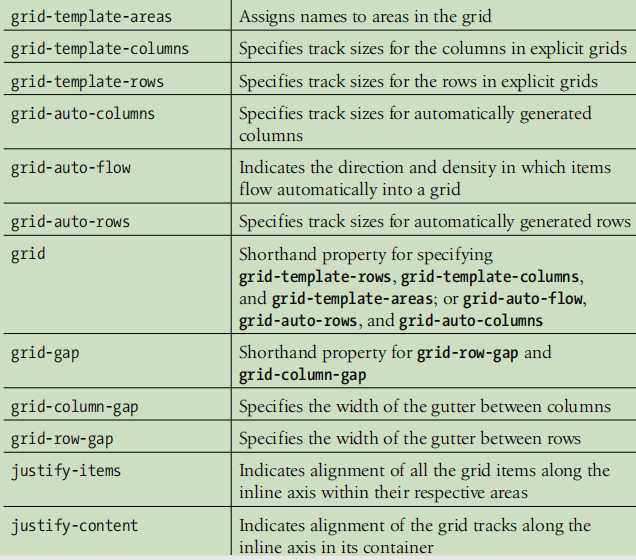 grid-template-areas Assigns names to areas in the grid
grid-template-columns Specifies track sizes for the columns in explicit grids
grid-template-rows Specifies track sizes for the rows in explicit grids
grid-auto-columns Specifies track sizes for automatically generated
columns
grid-auto-flow Indicates the direction and density in which items
flow automatically into a grid
grid-auto-rows Specifies track sizes for automatically generated rows
grid Shorthand property for specifying
grid-template-rows, grid-template-columns,
and grid-template-areas; or grid-auto-flow,
grid-auto-rows, and grid-auto-columns
grid-gap Shorthand property for grid-row-gap and
grid-column-gap
grid-column-gap Specifies the width of the gutter between columns
grid-row-gap Specifies the width of the gutter between rows
justify-items Indicates alignment of all the grid items along the
inline axis within their respective areas
justify-content Indicates alignment of the grid tracks along the
inline axis in its container